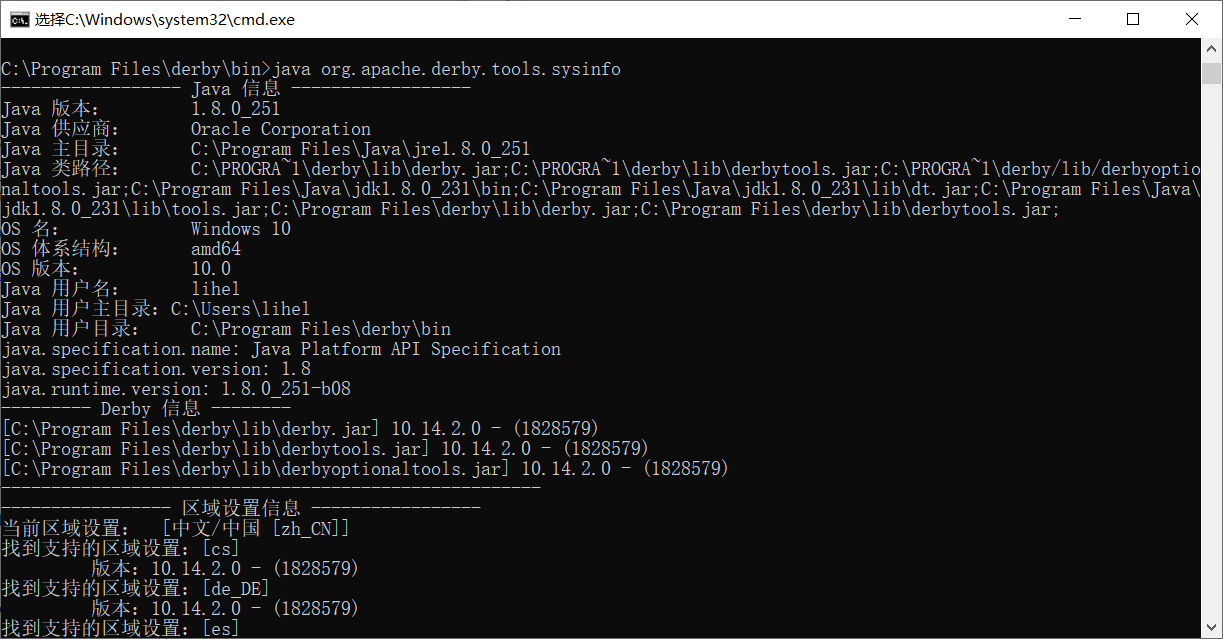 选择C:\Windows\system32\cmd.exe
C:\Program Files\derby\bin>java org.apache.derby.tools.sysinfo
------------------ Java 信息 ------------------
Java 版本:         1.8.0_251
Java 供应商:       Oracle Corporation
Java 主目录:       C:\Program Files\Java\jre1.8.0_251
Java 类路径:       C:\PROGRA~1\derby\lib\derby.jar;C:\PROGRA~1\derby\lib\derbytools.jar;C:\PROGRA~1\derby/lib/derbyoptio
naltools.jar;C:\Program Files\Java\jdk1.8.0_231\bin;C:\Program Files\Java\jdk1.8.0_231\lib\dt.jar;C:\Program Files\Java\
jdk1.8.0_231\lib\tools.jar;C:\Program Files\derby\lib\derby.jar;C:\Program Files\derby\lib\derbytools.jar;
OS 名:             Windows 10
OS 体系结构:       amd64
OS 版本:           10.0
Java 用户名:       lihel
Java 用户主目录: C:\Users\lihel
Java 用户目录:     C:\Program Files\derby\bin
java.specification.name: Java Platform API Specification
java.specification.version: 1.8
java.runtime.version: 1.8.0_251-b08
--------- Derby 信息 --------
[C:\Program Files\derby\lib\derby.jar] 10.14.2.0 - (1828579)
[C:\Program Files\derby\lib\derbytools.jar] 10.14.2.0 - (1828579)
[C:\Program Files\derby\lib\derbyoptionaltools.jar] 10.14.2.0 - (1828579)
------------------------------------------------------
----------------- 区域设置信息 -----------------
当前区域设置:   [中文/中国 [zh_CN]]
找到支持的区域设置: [cs]
         版本: 10.14.2.0 - (1828579)
找到支持的区域设置: [de_DE]
         版本: 10.14.2.0 - (1828579)
找到支持的区域设置: [es]